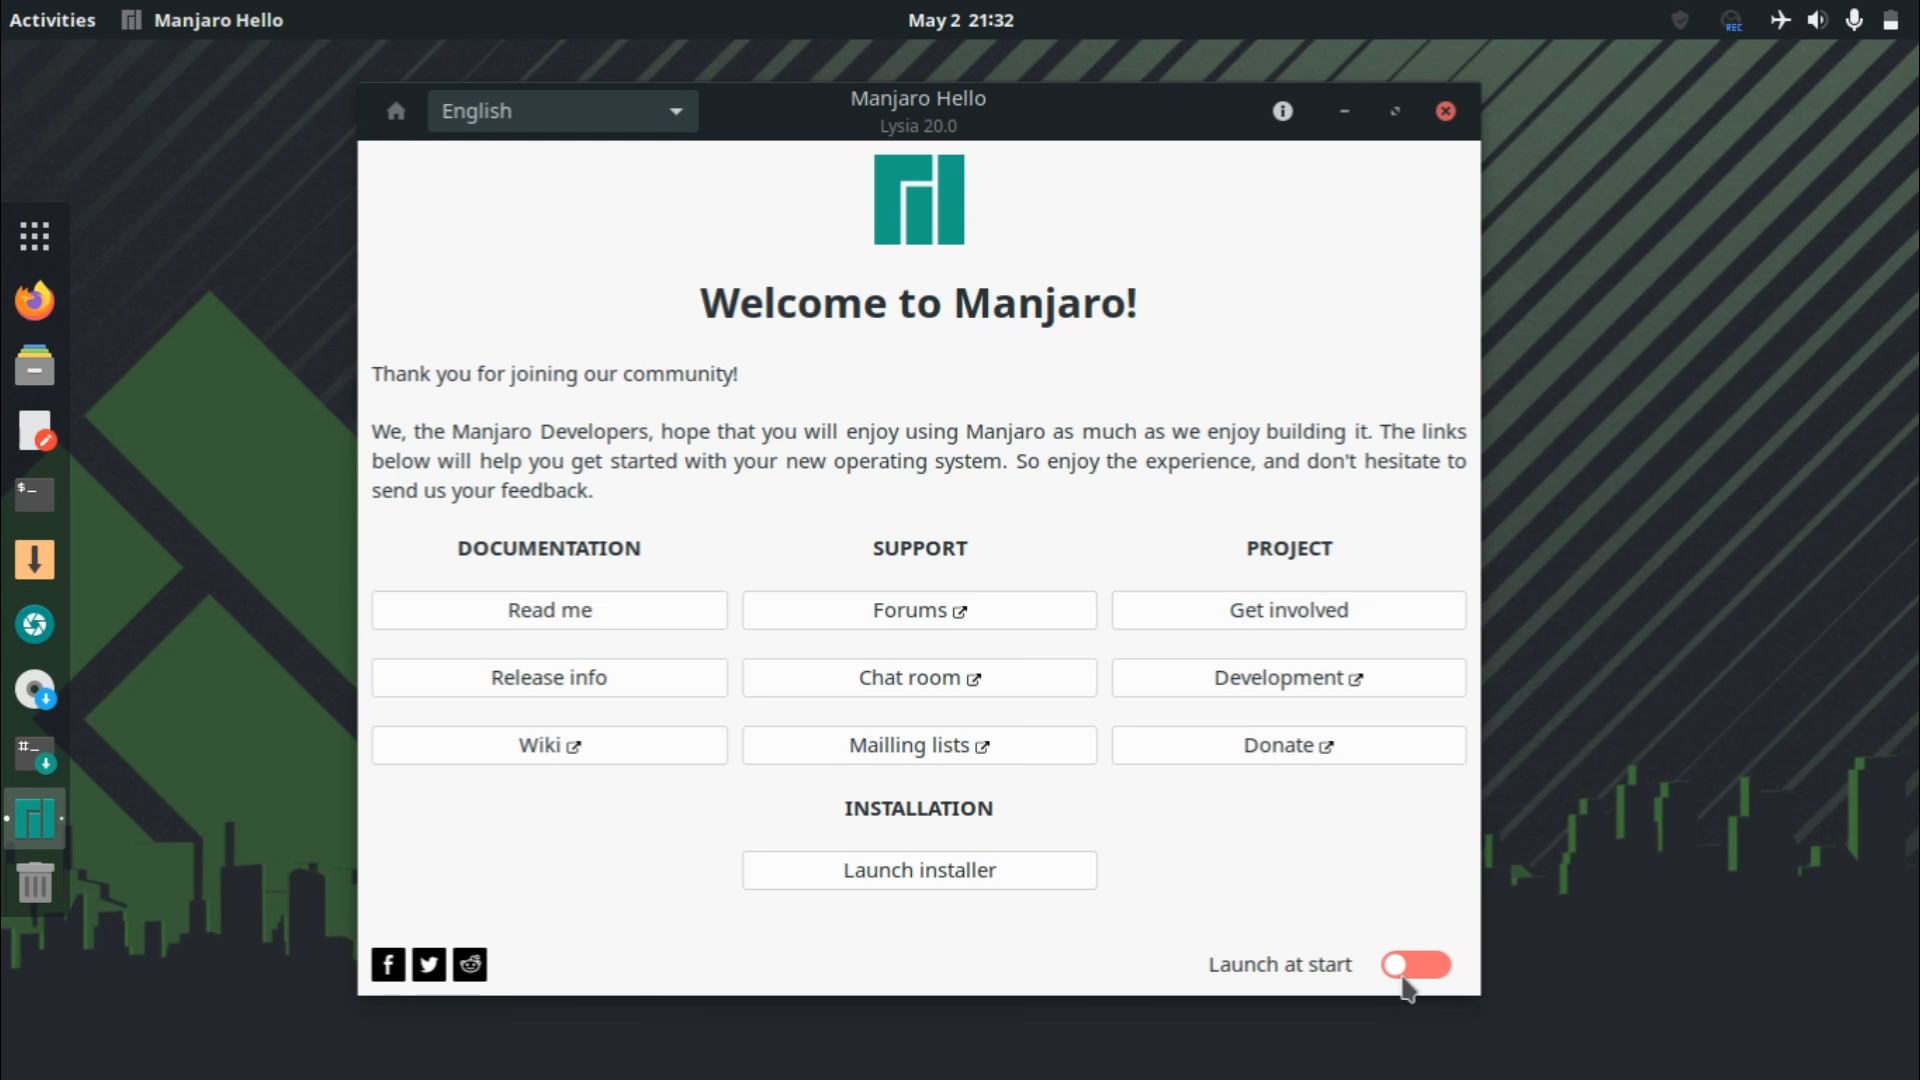 Activities Manjaro Hello May 2 21:32
REC
English
Manjaro Hello
Lysia 20.0
Welcome to Manjaro!
Thank you for joining our community!
We, the Manjaro Developers, hope that you will enjoy using Manjaro as much as we enjoy building it. The links
below will help you get started with your new operating system. So enjoy the experience, and don't hesitate to
send us your feedback.
DOCUMENTATION SUPPORT PROJECT
Read me Forums Get involved
Release info Chat room Development
Wiki Mailling lists Donate
INSTALLATION
Launch installer
Launch at start